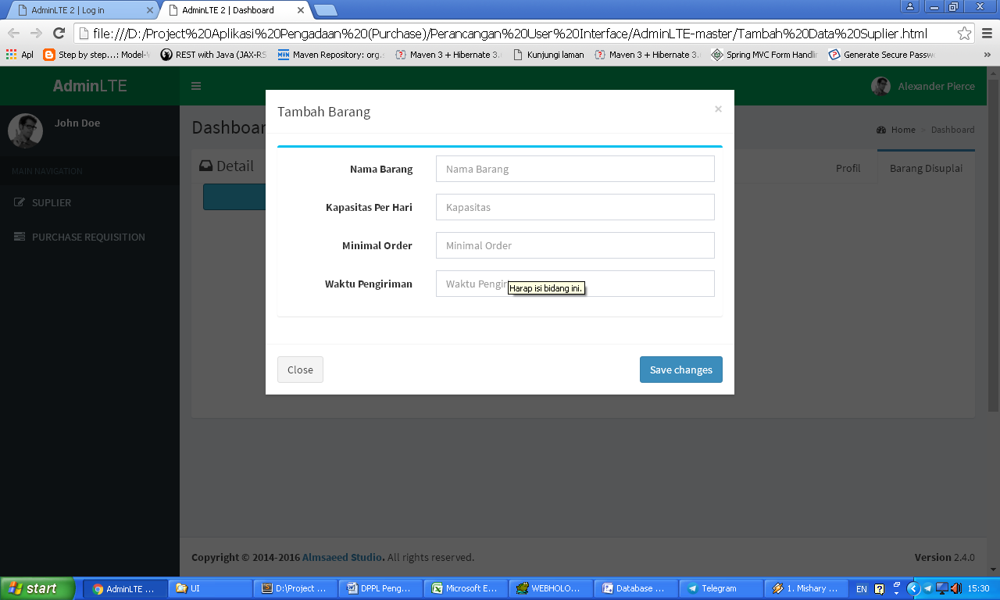 AdminLTE 2 | Log in
AdminLTE 2 | Dashboard
file:///D:/Project%20Aplikasi%20Pengadaan%20(Purchase)/Perancangan%20User%20Interface/AdminLTE-master/Tambah%20Data%20Suplier.html
Apl
Step by step...: Model-
REST with Java (JAX-RS
Maven Repository: org.
Maven 3 + Hibernate 3.
Kunjungi laman
Maven 3 + Hibernate 3.
Spring MVC Form Handli
Generate Secure Passw
»
AdminLTE
Alexander Pierce
John Doe
MAIN NAVIGATION
SUPLIER
PURCHASE REQUISITION
Dashboar
Home > Dashboard
Detail
Profil
Barang Disuplai
Tambah Barang
×
Nama Barang
Nama Barang
Kapasitas Per Hari
Kapasitas
Minimal Order
Minimal Order
Waktu Pengiriman
Waktu Pengiri
Harap isi bidang ini.
Close
Save changes
Copyright © 2014-2016 Almsaeed Studio. All rights reserved.
Version 2.4.0
start
AdminLTE ...
UI
D:\Project ...
DPPL Peng...
Microsoft E...
WEBHOLO...
Database ...
Telegram
1. Mishary ...
EN
15:30